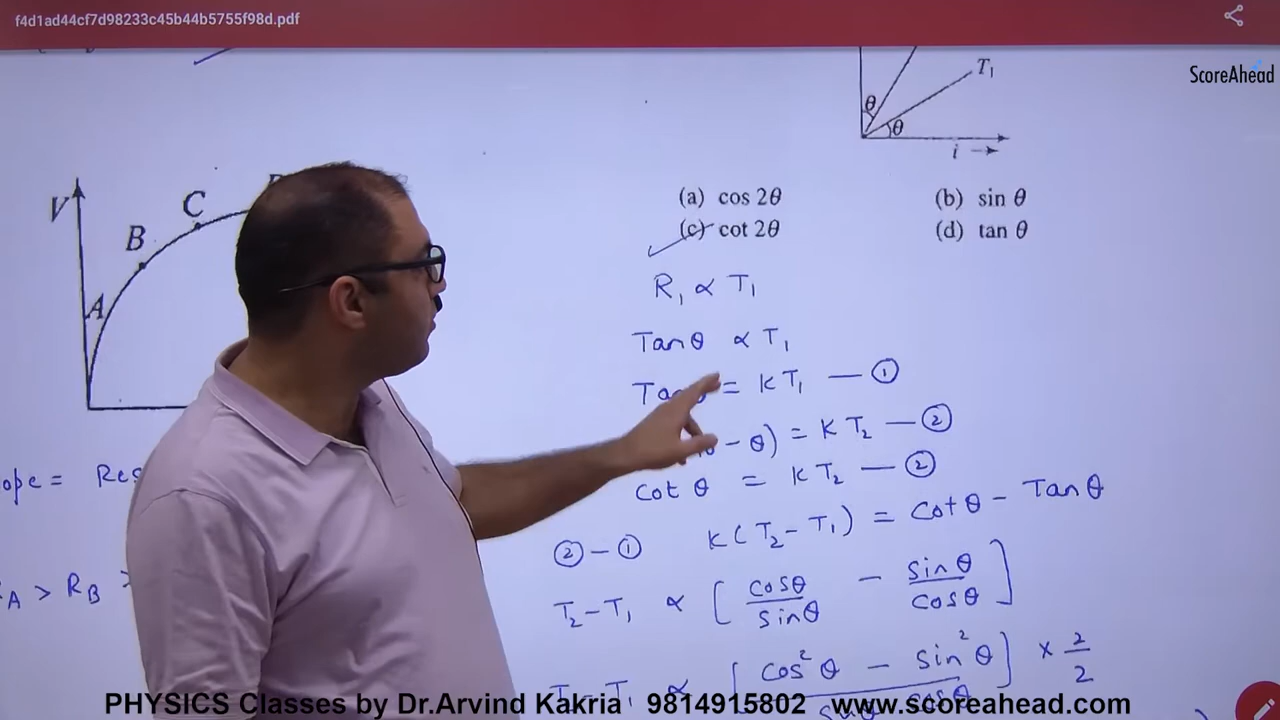 f4d1ad44cf7d98233c45b44b5755f98d.pdf
ScoreAhead
T₁
θ
θ
i →
V
A
B
C
(a) cos 2θ (b) sin θ
(c) cot 2θ (d) tan θ
R₁ ∝ T₁
Tanθ ∝ T₁
= KT₁ — ①
- θ) = KT₂ — ②
Cot θ = KT₂ — ②
② - ① K(T₂ - T₁) = Cotθ - Tanθ
T₂ - T₁ ∝ [cosθ/sinθ - sinθ/cosθ]
[cos²θ - sin²θ] × 2/2
ope = Res
A > R_B >
PHYSICS Classes by Dr.Arvind Kakria 9814915802 www.scoreahead.com